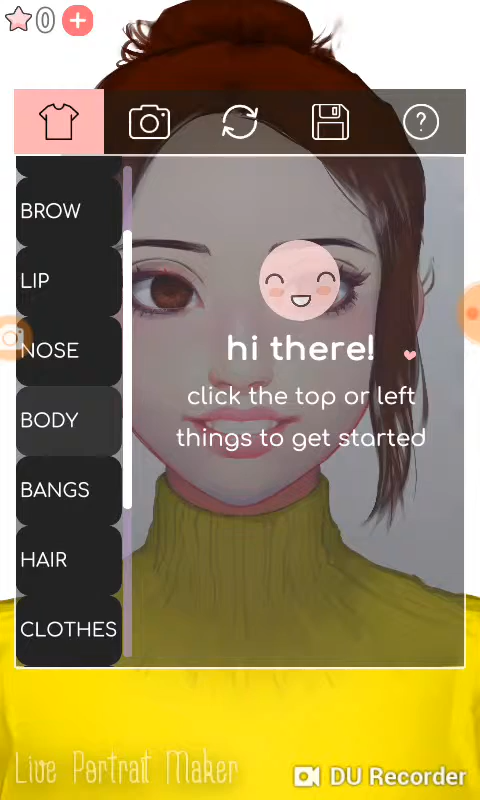 0
BROW
LIP
NOSE
BODY
BANGS
HAIR
CLOTHES
hi there!
click the top or left
things to get started
Live Portrait Maker
DU Recorder